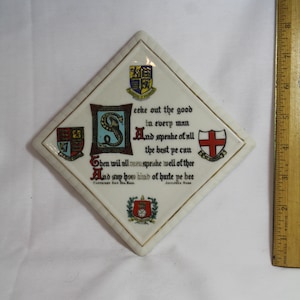 Seeke out the good
in every man
And speake of all
the best ye can
Then wil all men speake well of thee
And say how kind of harte ye bee